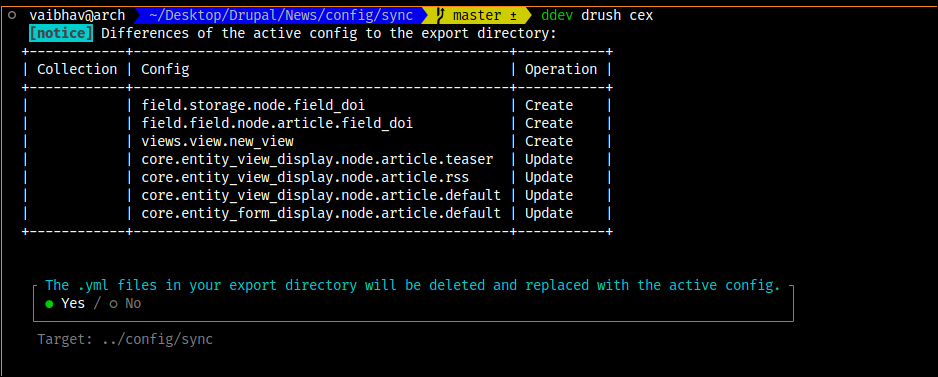 vaibhav@arch ~/Desktop/Drupal/News/config/sync master ± ddev drush cex
[notice] Differences of the active config to the export directory:
+------------+-----------------------------------------------+-----------+
| Collection | Config | Operation |
+------------+-----------------------------------------------+-----------+
| | field.storage.node.field_doi | Create |
| | field.field.node.article.field_doi | Create |
| | views.view.new_view | Create |
| | core.entity_view_display.node.article.teaser | Update |
| | core.entity_view_display.node.article.rss | Update |
| | core.entity_view_display.node.article.default | Update |
| | core.entity_form_display.node.article.default | Update |
+------------+-----------------------------------------------+-----------+
The .yml files in your export directory will be deleted and replaced with the active config.
● Yes / ○ No
Target: ../config/sync